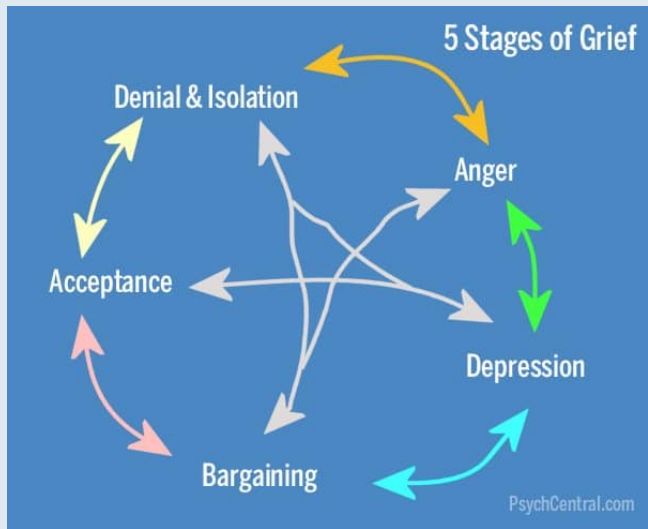 5 Stages of Grief
Denial & Isolation
Anger
Acceptance
Depression
Bargaining
PsychCentral.com